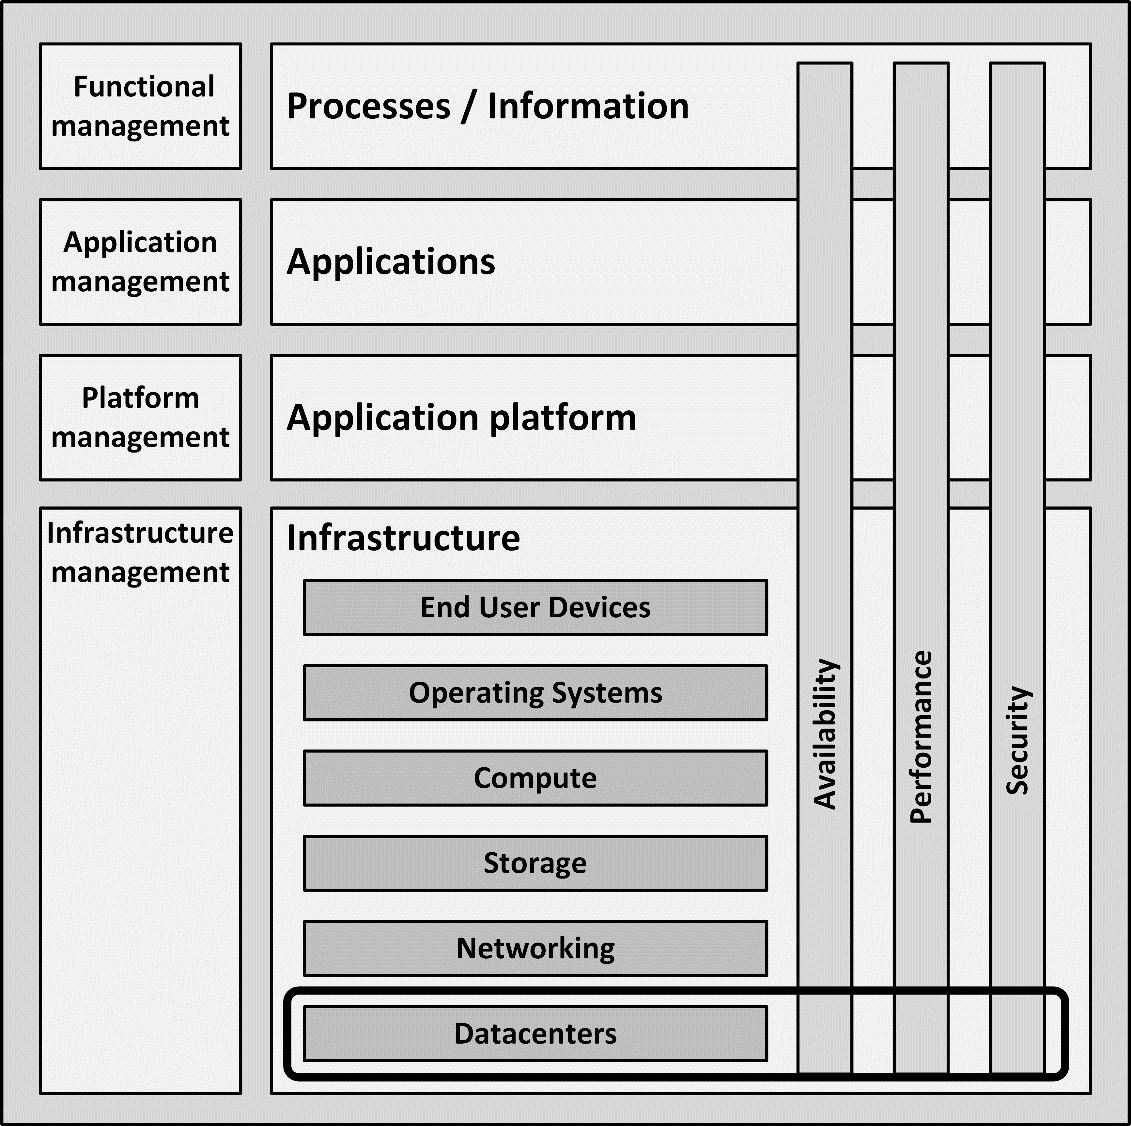 Functional
management
Processes / Information
Application
management
Applications
Platform
management
Application platform
Infrastructure
management
Infrastructure
End User Devices
Operating Systems
Compute
Storage
Networking
Datacenters
Availability
Performance
Security